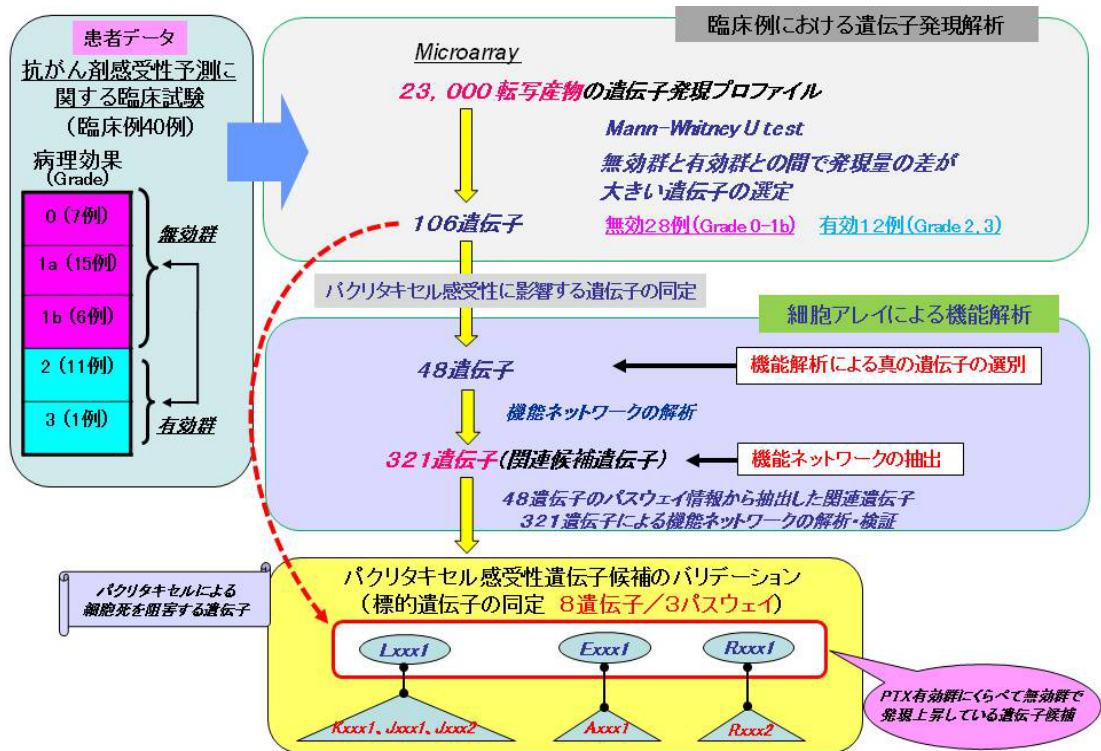 患者データ
抗がん剤感受性予測に
関する臨床試験
(臨床例40例)
病理効果
(Grade)
0 (7例)
1a (15例)
1b (6例)
2 (11例)
3 (1例)
無効群
有効群
臨床例における遺伝子発現解析
Microarray
23,000転写産物の遺伝子発現プロファイル
Mann-Whitney U test
無効群と有効群との間で発現量の差が
大きい遺伝子の選定
106遺伝子
無効28例(Grade 0-1b) 有効12例(Grade 2, 3)
パクリタキセル感受性に影響する遺伝子の同定
細胞アレイによる機能解析
48遺伝子
機能解析による真の遺伝子の選別
機能ネットワークの解析
321遺伝子(関連候補遺伝子)
機能ネットワークの抽出
48遺伝子のパスウェイ情報から抽出した関連遺伝子
321遺伝子による機能ネットワークの解析・検証
パクリタキセルによる
細胞死を阻害する遺伝子
パクリタキセル感受性遺伝子候補のバリデーション
(標的遺伝子の同定 8遺伝子/3パスウェイ)
Lxxx1 Exxx1 Rxxx1
Kxxx1、Jxxx1、Jxxx2 Axxx1 Rxxx2
PTX有効群にくらべて無効群で
発現上昇している遺伝子候補